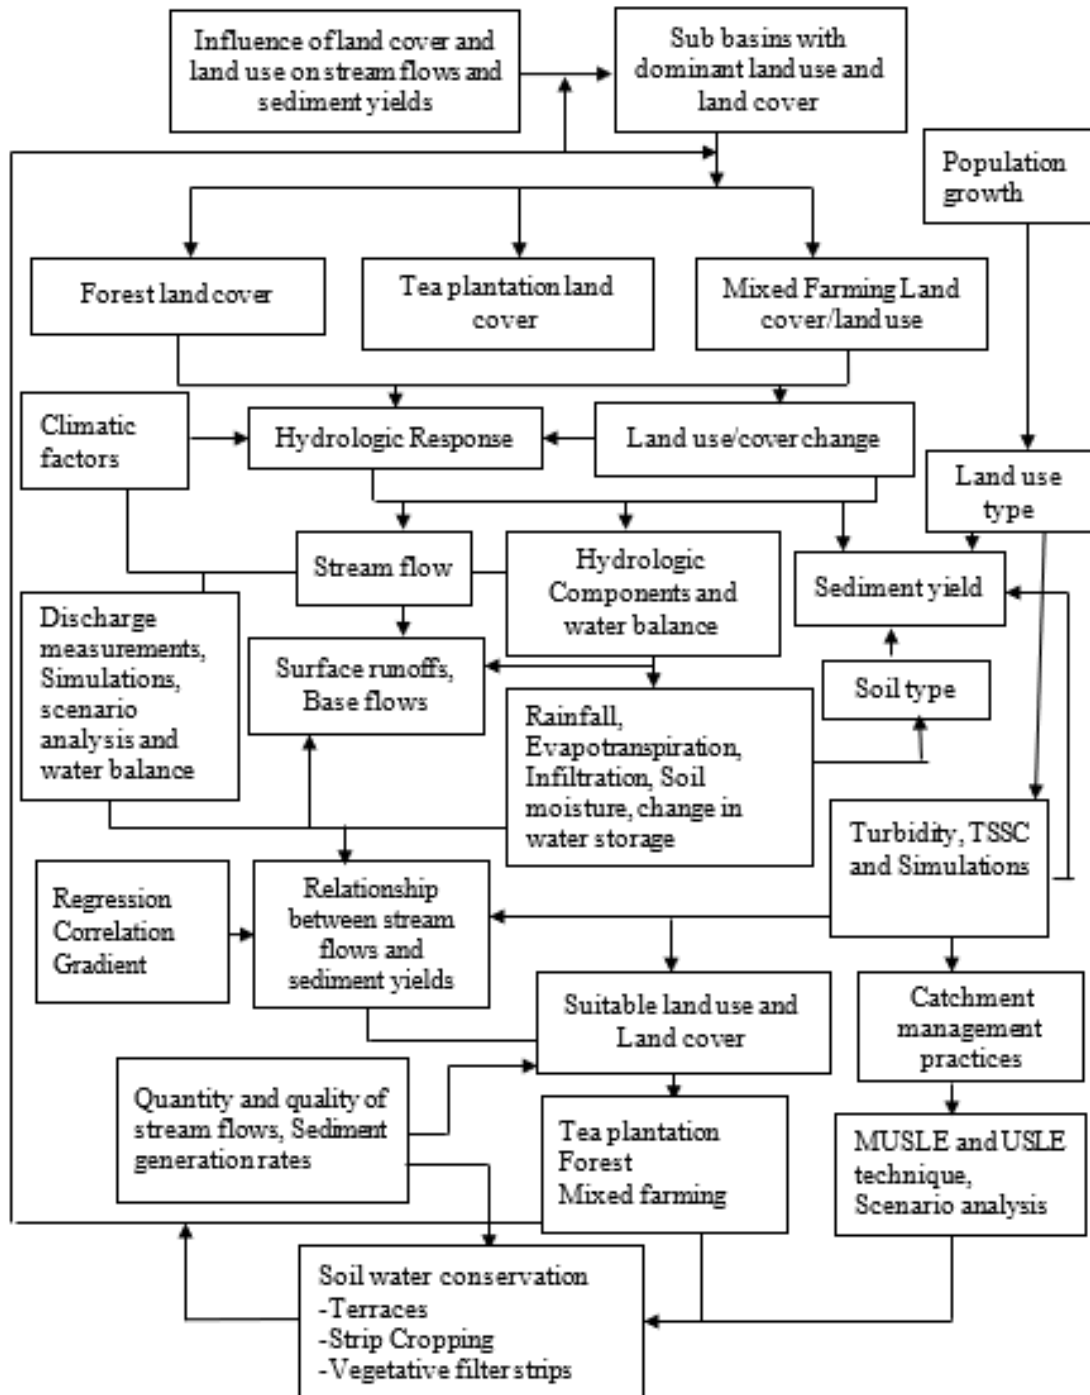 Influence of land cover and
land use on stream flows and
sediment yields
Sub basins with
dominant land use and
land cover
Population
growth
Forest land cover
Tea plantation land
cover
Mixed Farming Land
cover/land use
Climatic
factors
Hydrologic Response
Land use/cover change
Land use
type
Stream flow
Hydrologic
Components and
water balance
Sediment yield
Discharge
measurements,
Simulations,
scenario
analysis and
water balance
Surface runoffs,
Base flows
Soil type
Rainfall,
Evapotranspiration,
Infiltration, Soil
moisture, change in
water storage
Turbidity, TSSC
and Simulations
Regression
Correlation
Gradient
Relationship
between stream
flows and
sediment yields
Suitable land use and
Land cover
Catchment
management
practices
Quantity and quality of
stream flows, Sediment
generation rates
Tea plantation
Forest
Mixed farming
MUSLE and USLE
technique,
Scenario analysis
Soil water conservation
-Terraces
-Strip Cropping
-Vegetative filter strips